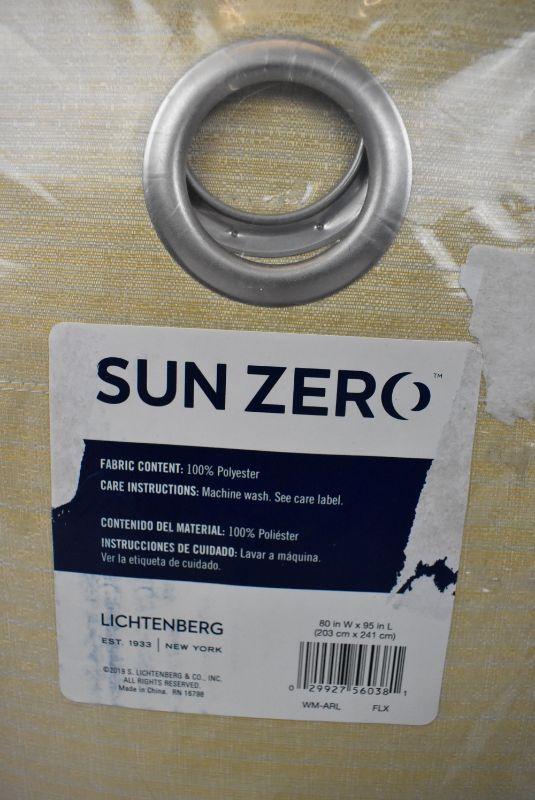 SUN ZERO™
FABRIC CONTENT: 100% Polyester
CARE INSTRUCTIONS: Machine wash. See care label.
CONTENIDO DEL MATERIAL: 100% Poliéster
INSTRUCCIONES DE CUIDADO: Lavar a máquina.
Ver la etiqueta de cuidado.
LICHTENBERG
EST. 1933 | NEW YORK
©2018 S. LICHTENBERG & CO., INC.
ALL RIGHTS RESERVED.
Made in China. RN 16798
80 in W x 95 in L
(203 cm x 241 cm)
0 29927 56038 1
WM-ARL FLX